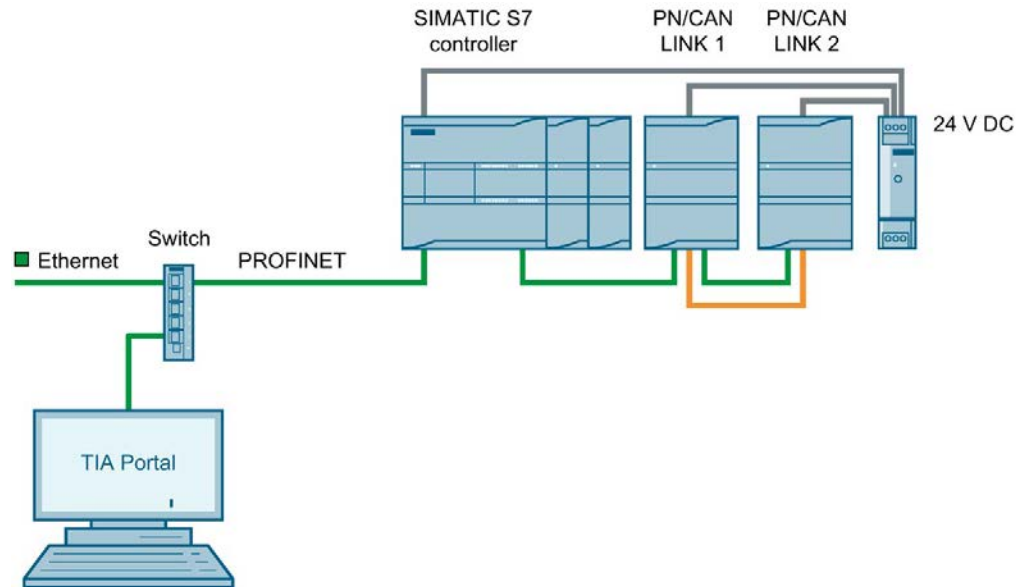 SIMATIC S7
controller
PN/CAN
LINK 1
PN/CAN
LINK 2
24 V DC
Switch
Ethernet
PROFINET
TIA Portal